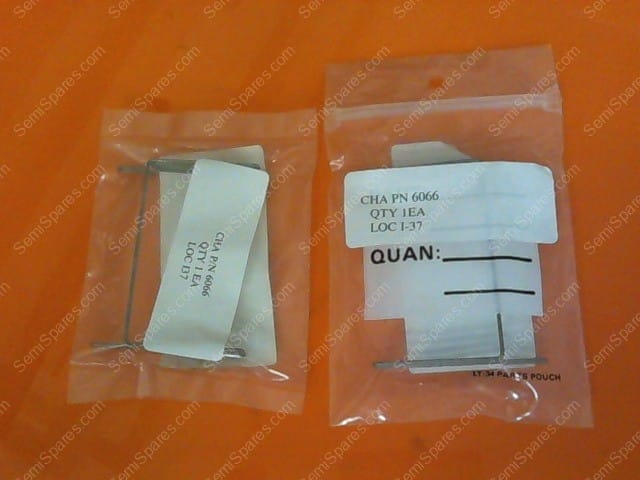 CHA P/N 6066
QTY 1 EA
LOC I37
CHA PN 6066
QTY 1EA
LOC I-37
QUAN:
LT-34 PARTS POUCH
SemiSpares.com